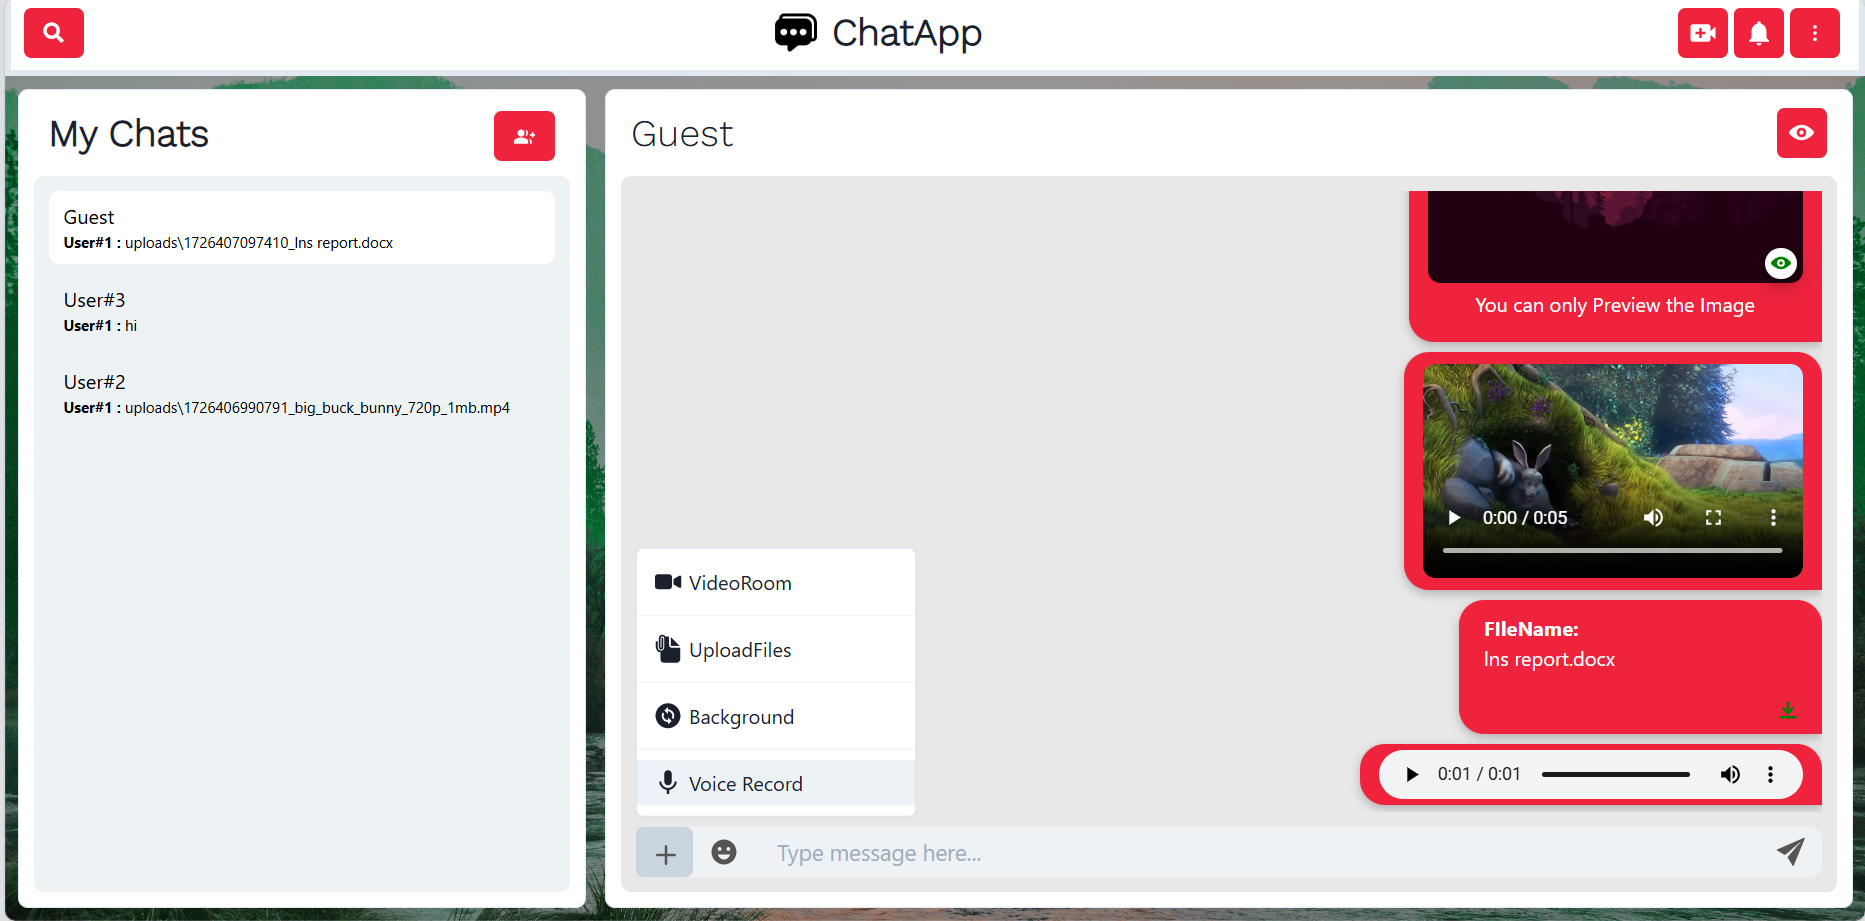 ChatApp
My Chats
Guest
User#1 : uploads\1726407097410_Ins report.docx
User#3
User#1 : hi
User#2
User#1 : uploads\1726406990791_big_buck_bunny_720p_1mb.mp4
Guest
You can only Preview the Image
0:00 / 0:05
FIleName:
Ins report.docx
0:01 / 0:01
VideoRoom
UploadFiles
Background
Voice Record
Type message here...